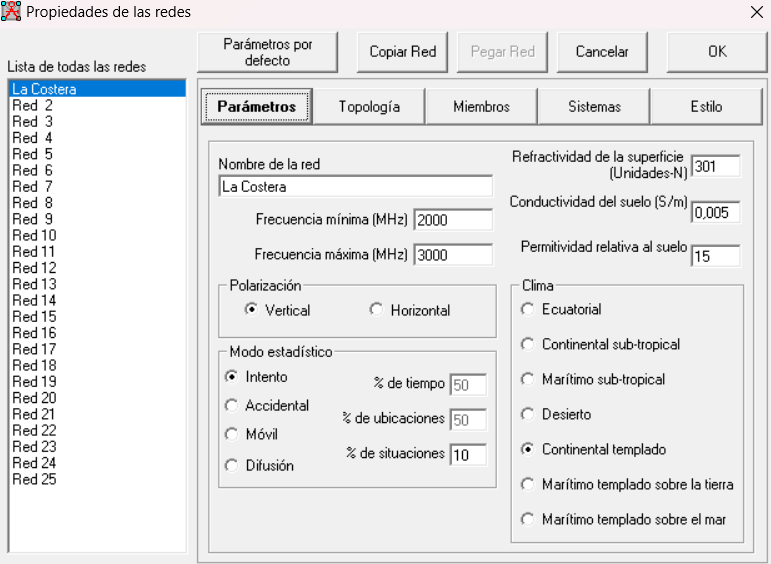 Propiedades de las redes
Parámetros por
defecto
Copiar Red
Pegar Red
Cancelar
OK
Lista de todas las redes
La Costera
Red 2
Red 3
Red 4
Red 5
Red 6
Red 7
Red 8
Red 9
Red 10
Red 11
Red 12
Red 13
Red 14
Red 15
Red 16
Red 17
Red 18
Red 19
Red 20
Red 21
Red 22
Red 23
Red 24
Red 25
Parámetros
Topología
Miembros
Sistemas
Estilo
Nombre de la red
La Costera
Frecuencia mínima (MHz) 2000
Frecuencia máxima (MHz) 3000
Refractividad de la superficie
(Unidades-N) 301
Conductividad del suelo (S/m) 0,005
Permitividad relativa al suelo 15
Polarización
Vertical
Horizontal
Modo estadístico
Intento
Accidental
Móvil
Difusión
% de tiempo 50
% de ubicaciones 50
% de situaciones 10
Clima
Ecuatorial
Continental sub-tropical
Marítimo sub-tropical
Desierto
Continental templado
Marítimo templado sobre la tierra
Marítimo templado sobre el mar